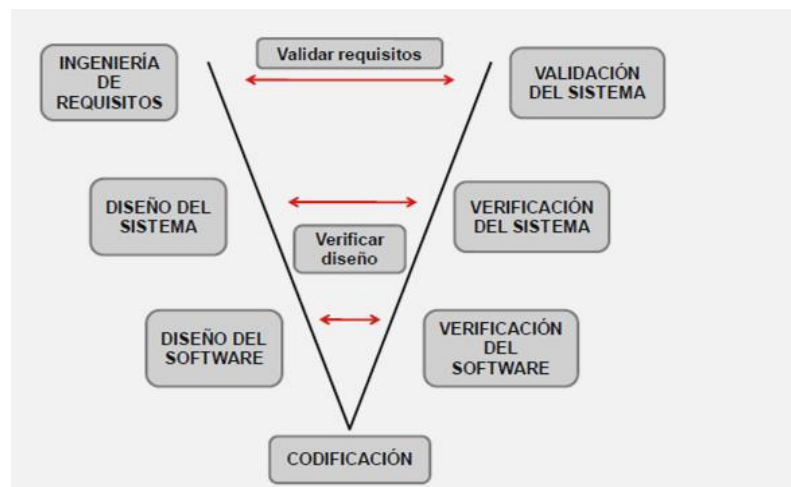 INGENIERÍA
DE
REQUISITOS
Validar requisitos
VALIDACIÓN
DEL SISTEMA
DISEÑO DEL
SISTEMA
Verificar
diseño
VERIFICACIÓN
DEL SISTEMA
DISEÑO DEL
SOFTWARE
VERIFICACIÓN
DEL
SOFTWARE
CODIFICACIÓN